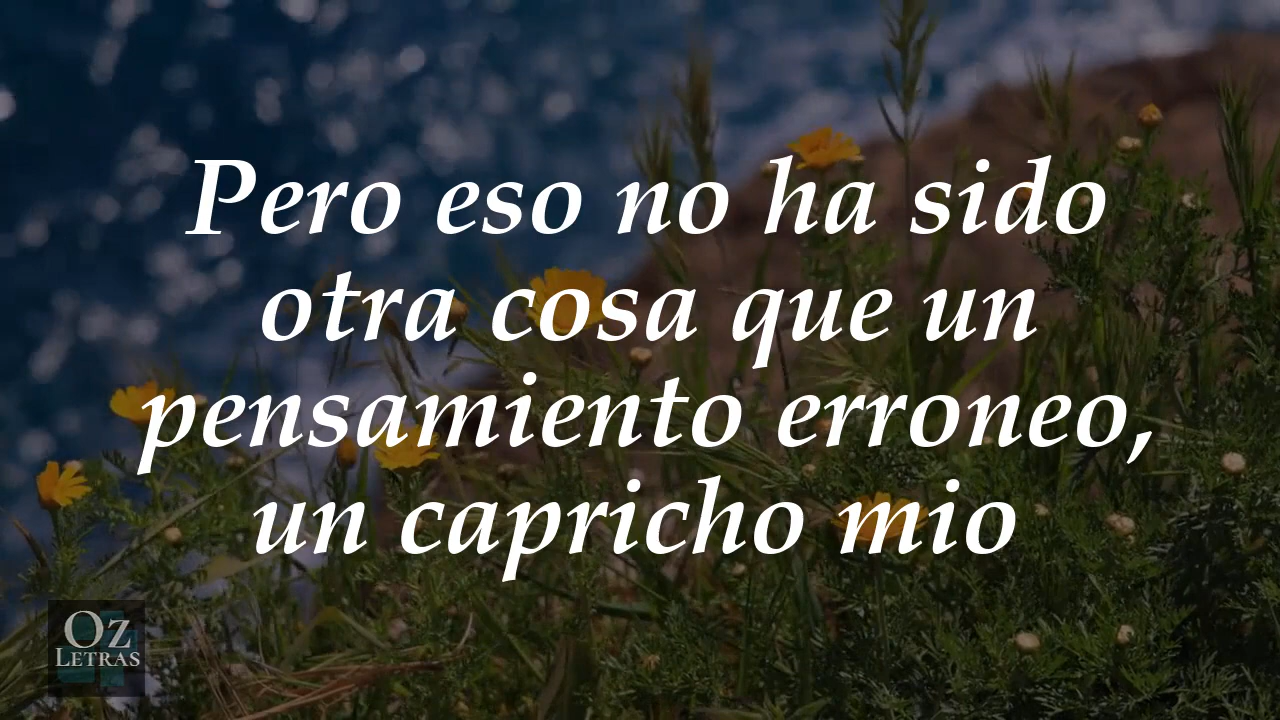 Pero eso no ha sido
otra cosa que un
pensamiento erroneo,
un capricho mio
Oz
LETRAS